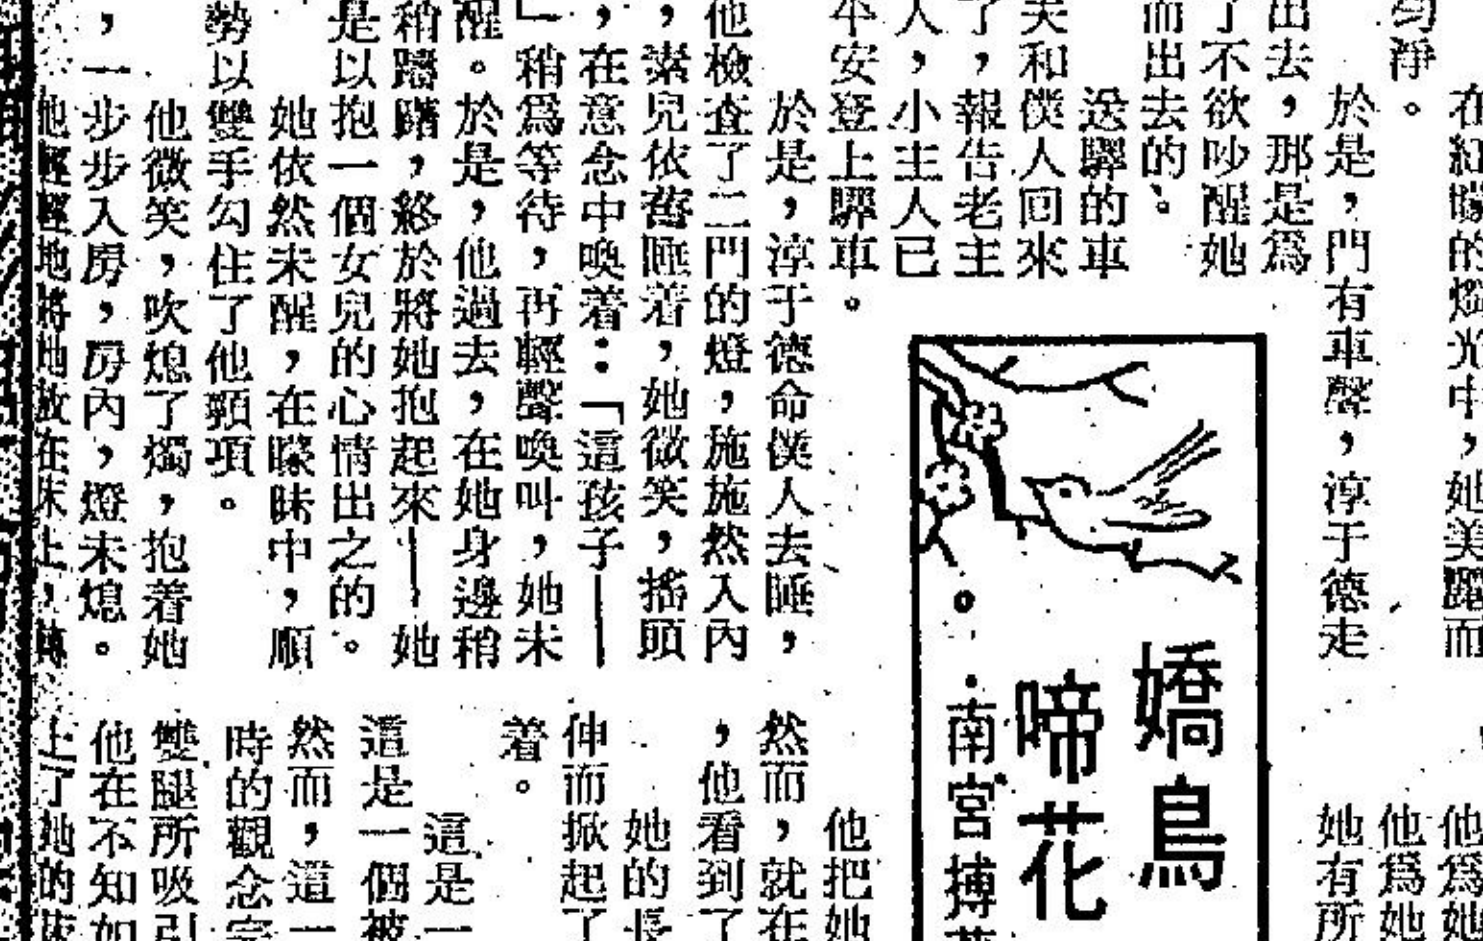 在紅的燭光中，她美而
勻淨。
於是，門有車聲，淳于德走
出去，那是爲
了不欲吵醒她
而出去的。
送驛的車
夫和僕人回來
了，報告老主
人，小主人已
平安登上驛車。
於是，淳于德命僕人去睡，
他檢查了二門的燈，施施然入內
，素兒依舊睡着，她微笑，搖頭
，在意念中喚着：「這孩子——
」稍爲等待，再輕聲喚叫，她未
醒。於是，他過去，在她身邊稍
稍躊躇，終於將她抱起來——她
是以抱一個女兒的心情出之的。
她依然未醒，在矇昧中，順
勢以雙手勾住了他頸項。
他微笑，吹熄了燭，抱着她
，一步步入房，房內，燈未熄。
他輕輕地將她放在床上，轉
嬌鳥
啼花
南宮搏
他爲她
他爲她
她有所
他把她
然而，就在
，他看到了
她的長
伸而掀起了
着。
這是一
這是一個被
然而，這一
時的觀念
雙腿所吸引
他在不知如
上了她的床